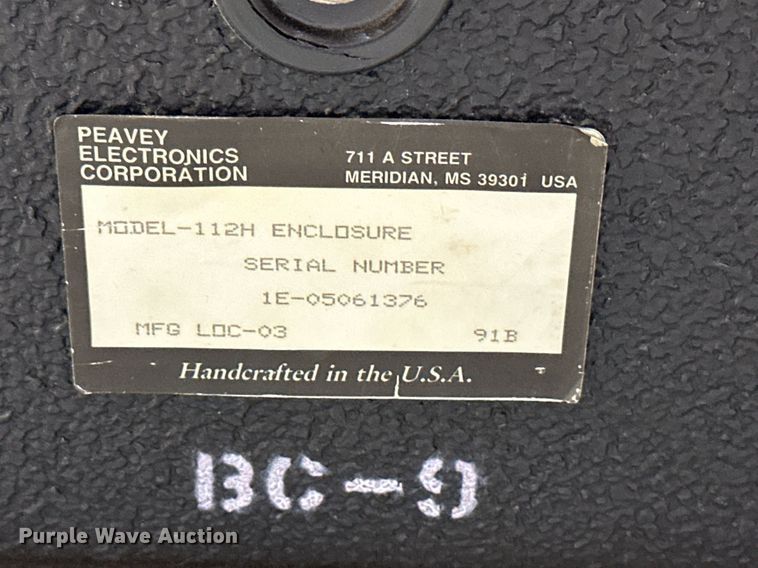 PEAVEY
ELECTRONICS
CORPORATION
711 A STREET
MERIDIAN, MS 39301 USA
MODEL-112H ENCLOSURE
SERIAL NUMBER
1E-05061376
MFG LOC-03 91B
Handcrafted in the U.S.A.
BC-9
Purple Wave Auction